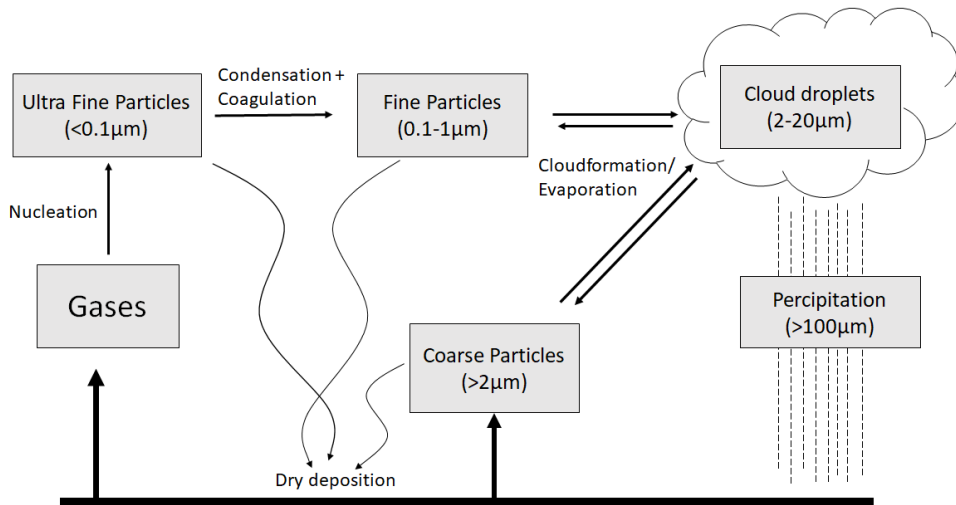 Ultra Fine Particles
(<0.1µm)
Condensation +
Coagulation
Fine Particles
(0.1-1µm)
Cloud droplets
(2-20µm)
Cloudformation/
Evaporation
Nucleation
Gases
Coarse Particles
(>2µm)
Percipitation
(>100µm)
Dry deposition